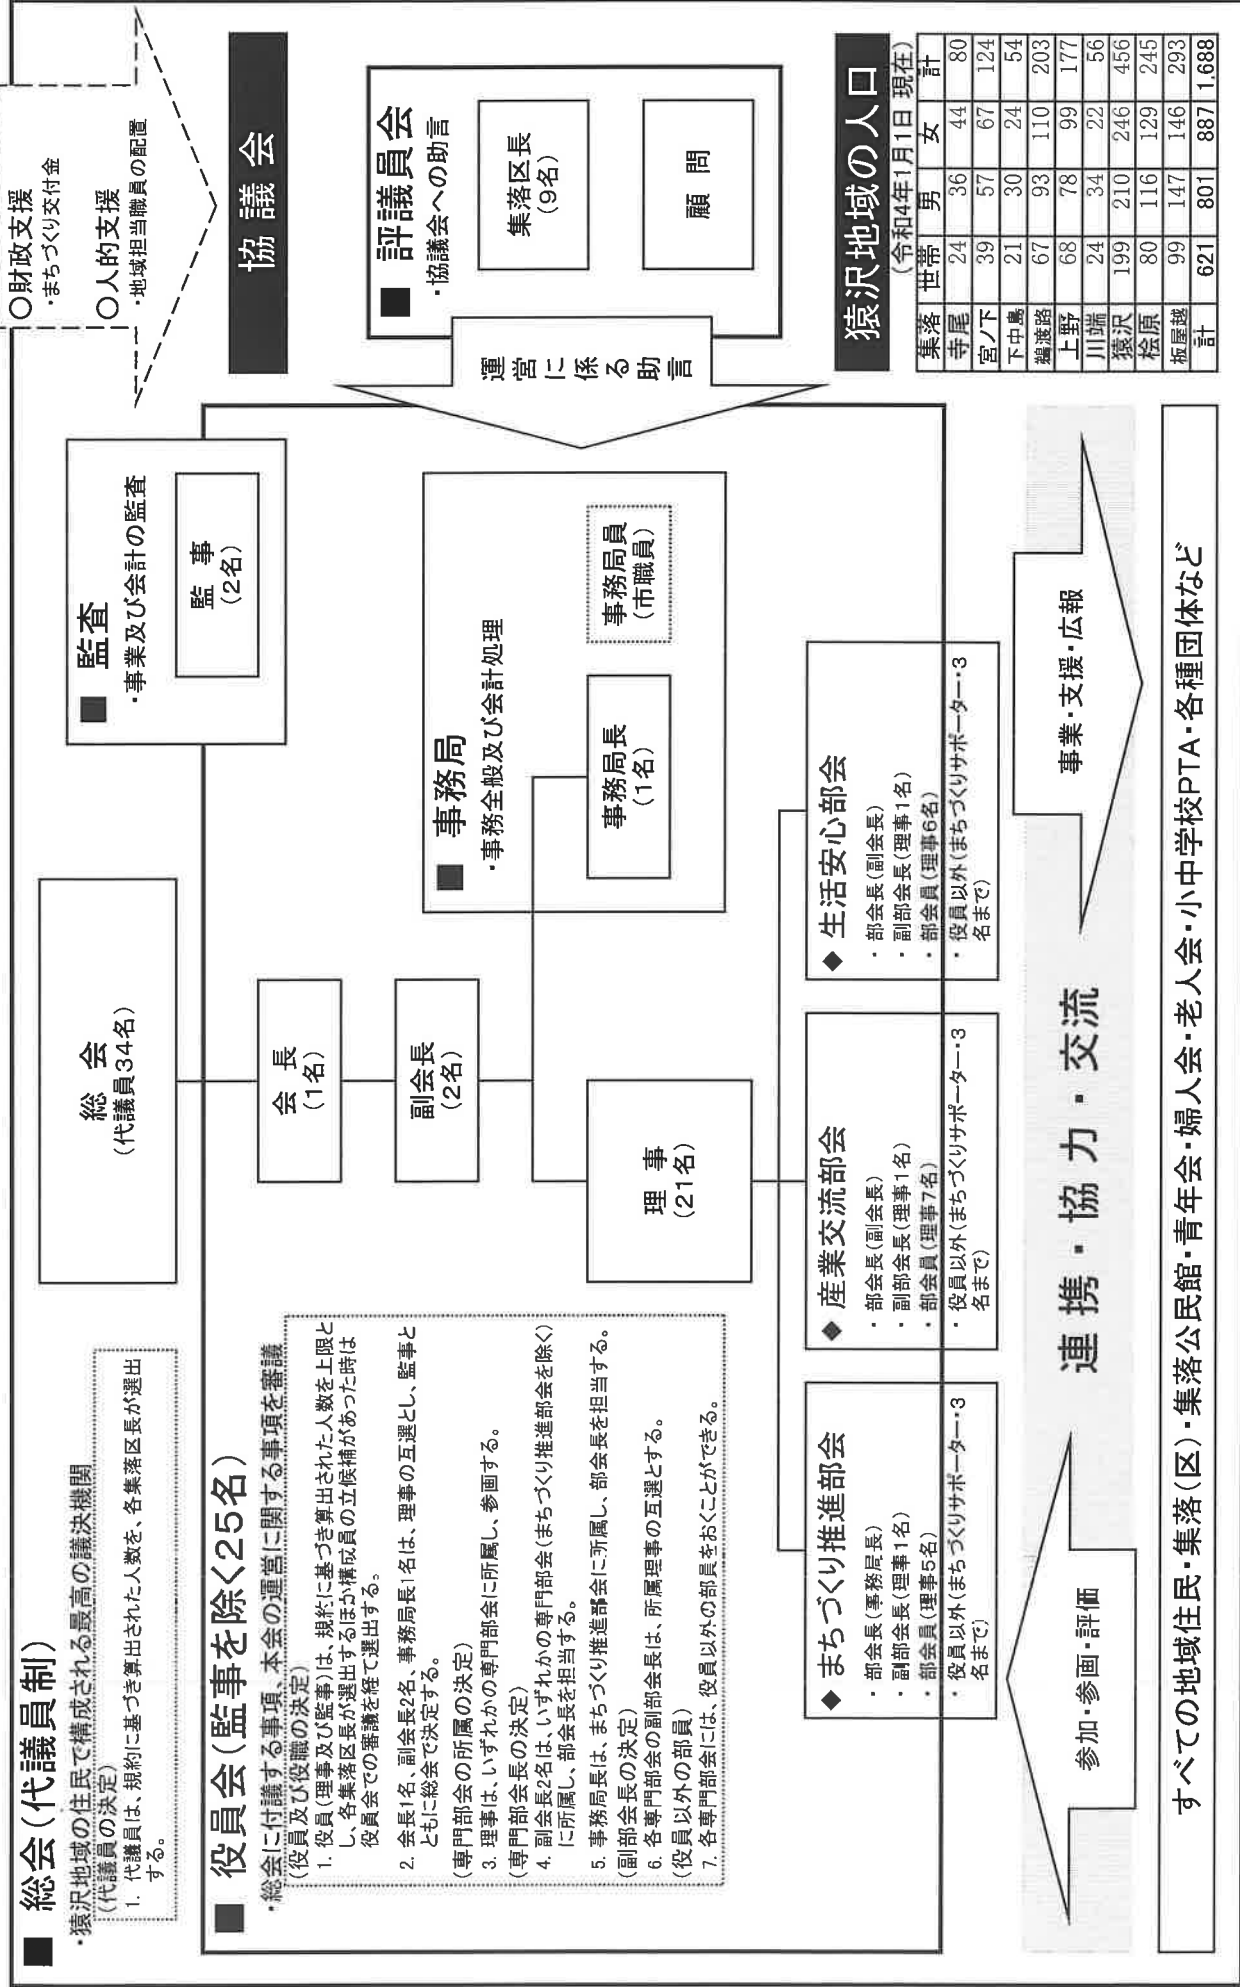 ■ 総会(代議員制)
・猿沢地域の住民で構成される最高の議決機関
(代議員の決定)
1. 代議員は、規約に基づき算出された人数を、各集落区長が選出
する。
総 会
(代議員34名)
■ 監査
・事業及び会計の監査
監 事
(2名)
○財政支援
・まちづくり交付金
○人的支援
・地域担当職員の配置
協 議 会
■ 役員会(監事を除く25名)
・総会に付議する事項、本会の運営に関する事項を審議
(役員及び役職の決定)
1. 役員(理事及び監事)は、規約に基づき算出された人数を上限と
し、各集落区長が選出するほか構成員の立候補があった時は
役員会での審議を経て選出する。
2. 会長1名、副会長2名、事務局長1名は、理事の互選とし、監事と
ともに総会で決定する。
(専門部会の所属の決定)
3. 理事は、いずれかの専門部会に所属し、参画する。
(専門部会長の決定)
4. 副会長2名は、いずれかの専門部会(まちづくり推進部会を除く)
に所属し、部会長を担当する。
5. 事務局長は、まちづくり推進部会に所属し、部会長を担当する。
(副部会長の決定)
6. 各専門部会の副部会長は、所属理事の互選とする。
(役員以外の部員)
7. 各専門部会には、役員以外の部員をおくことができる。
会 長
(1名)
副会長
(2名)
理 事
(21名)
■ 事務局
・事務全般及び会計処理
事務局長
(1名)
事務局員
(市職員)
運営に係る助言
■ 評議員会
・協議会への助言
集落区長
(9名)
顧 問
◆ まちづくり推進部会
・ 部会長(事務局長)
・ 副部会長(理事1名)
・ 部会員(理事5名)
・ 役員以外(まちづくりサポーター・3
名まで)
◆ 産業交流部会
・ 部会長(副会長)
・ 副部会長(理事1名)
・ 部会員(理事7名)
・ 役員以外(まちづくりサポーター・3
名まで)
◆ 生活安心部会
・ 部会長(副会長)
・ 副部会長(理事1名)
・ 部会員(理事6名)
・ 役員以外(まちづくりサポーター・3
名まで)
参加・参画・評価
連 携 ・ 協 力 ・ 交 流
事業・支援・広報
すべての地域住民・集落(区)・集落公民館・青年会・婦人会・老人会・小中学校PTA・各種団体など
猿沢地域の人口
(令和4年1月1日 現在)
集落 世帯 男 女 計
寺尾 24 36 44 80
宮ノ下 39 57 67 124
下中島 21 30 24 54
鵜渡路 67 93 110 203
上野 68 78 99 177
川端 24 34 22 56
猿沢 199 210 246 456
桧原 80 116 129 245
板屋越 99 147 146 293
計 621 801 887 1,688